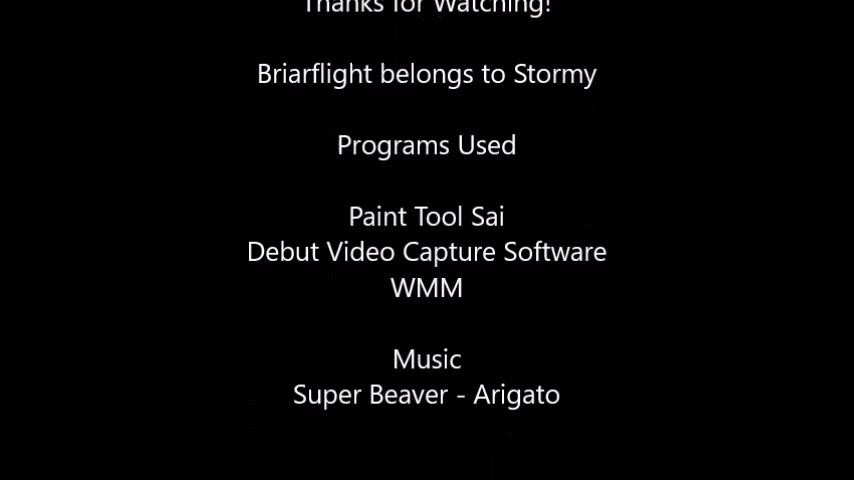 Thanks for Watching!
Briarflight belongs to Stormy
Programs Used
Paint Tool Sai
Debut Video Capture Software
WMM
Music
Super Beaver - Arigato